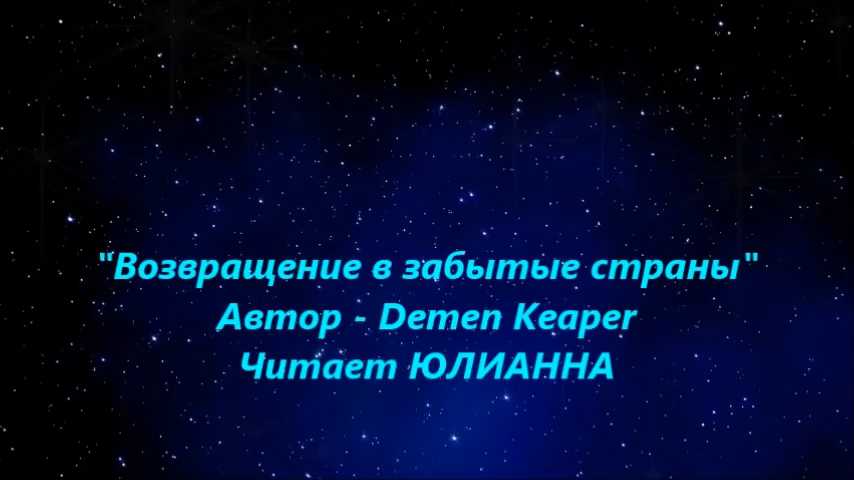 "Возвращение в забытые страны"
Автор - Demen Keaper
Читает ЮЛИАННА